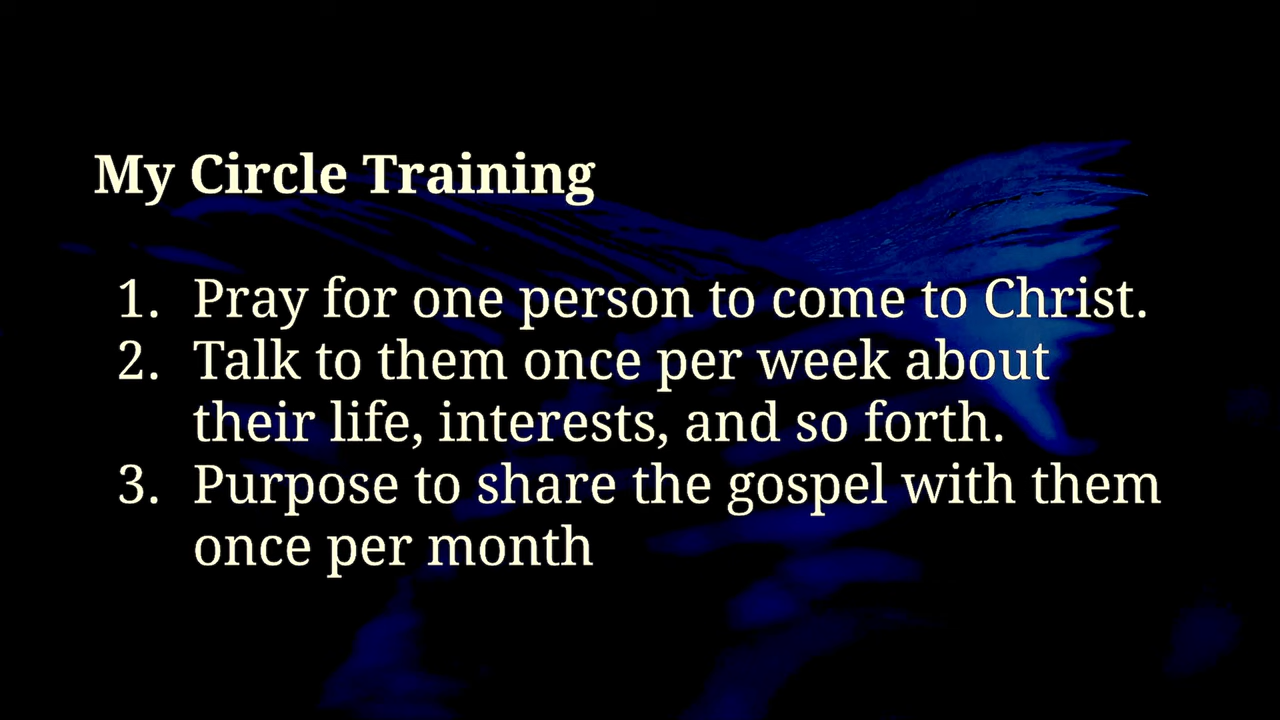 My Circle Training
1. Pray for one person to come to Christ.
2. Talk to them once per week about
their life, interests, and so forth.
3. Purpose to share the gospel with them
once per month